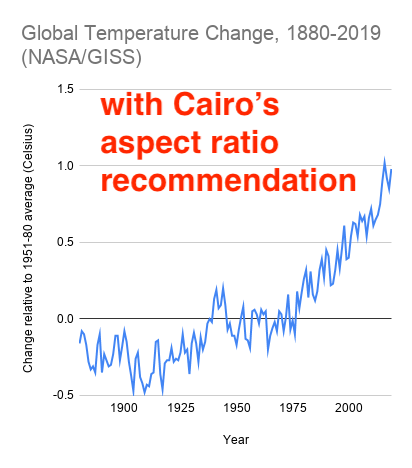 Global Temperature Change, 1880-2019
(NASA/GISS)
with Cairo's
aspect ratio
recommendation
Change relative to 1951-80 average (Celsius)
1.5
1.0
0.5
0.0
-0.5
1900 1925 1950 1975 2000
Year